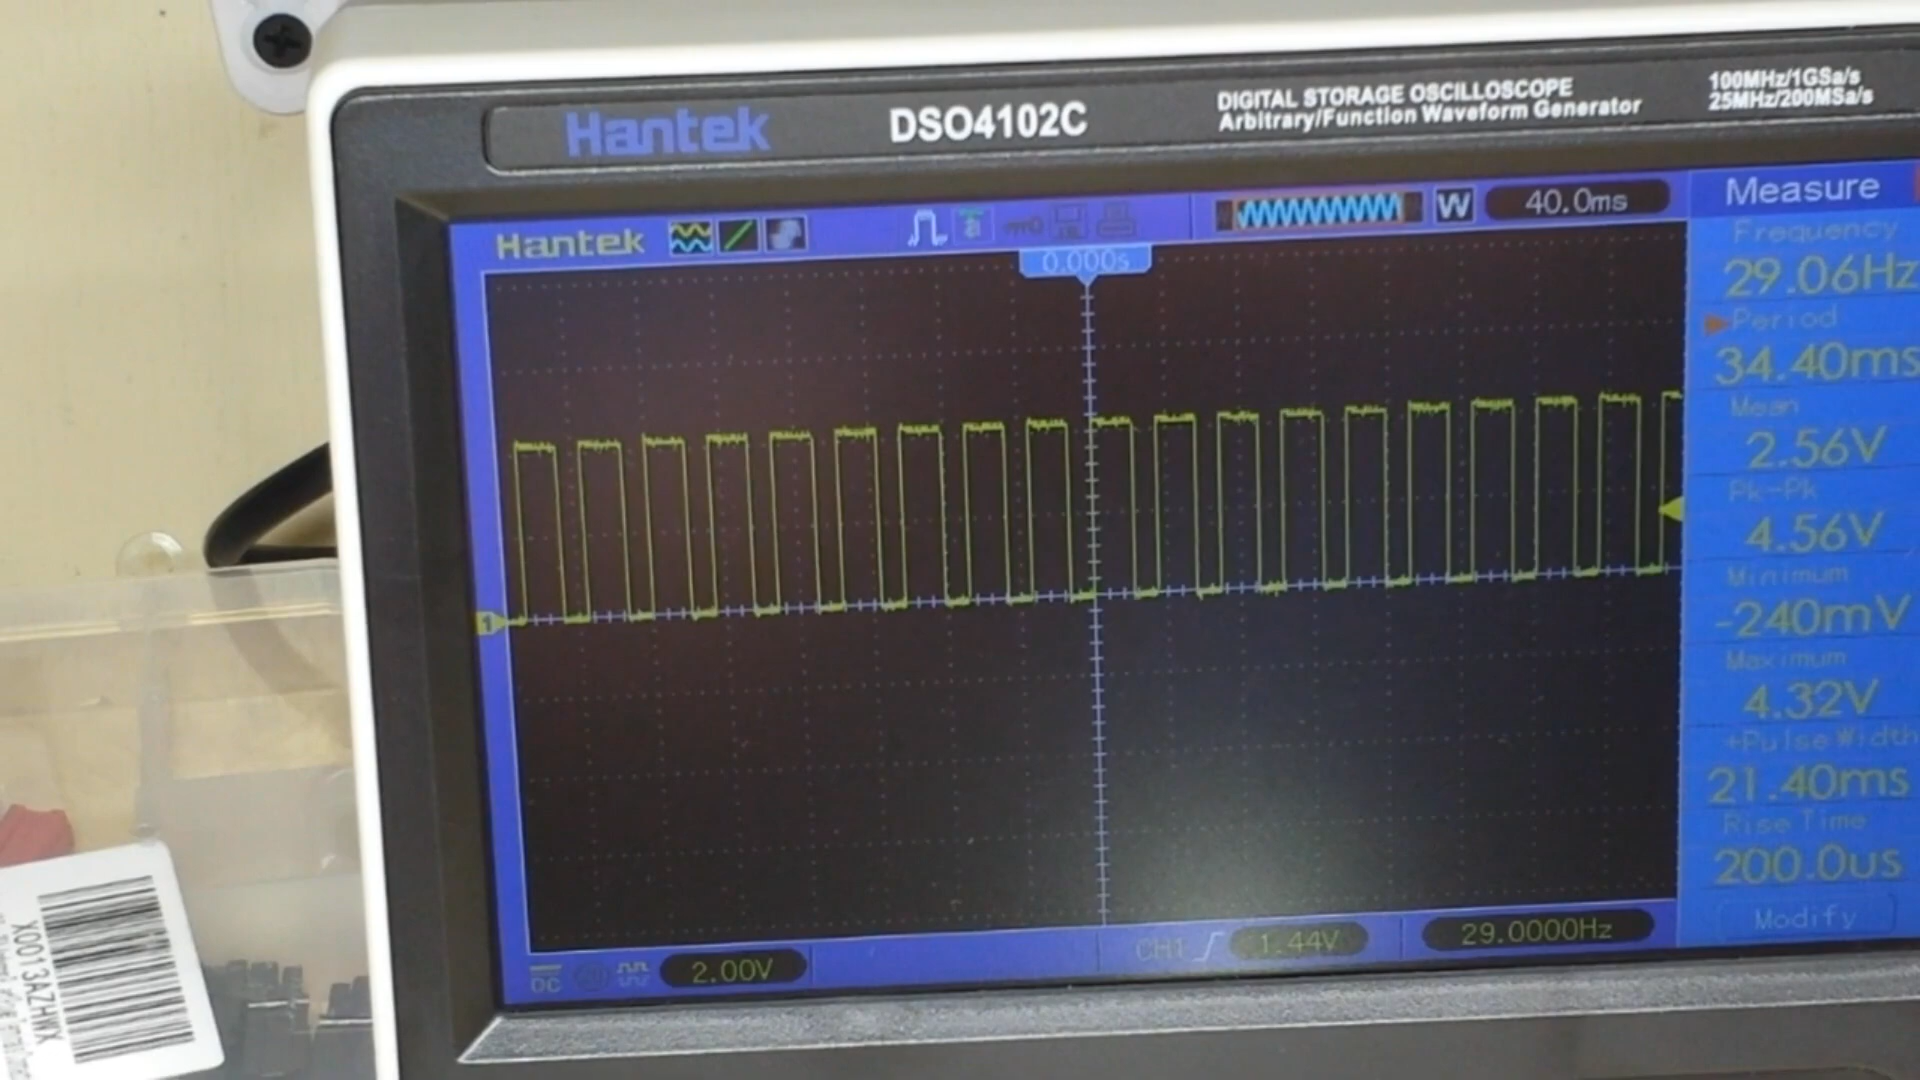 Hantek DSO4102C DIGITAL STORAGE OSCILLOSCOPE
Arbitrary/Function Waveform Generator
100MHz/1GSa/s
25MHz/200MSa/s
Hantek W 40.0ms
0.000s
Measure
Frequency
29.06Hz
Period
34.40ms
Mean
2.56V
Pk-Pk
4.56V
Minimum
-240mV
Maximum
4.32V
+PulseWidth
21.40ms
Rise Time
200.0us
Modify
1
DC 2.00V CH1 1.44V 29.0000Hz
X0013AZHWX